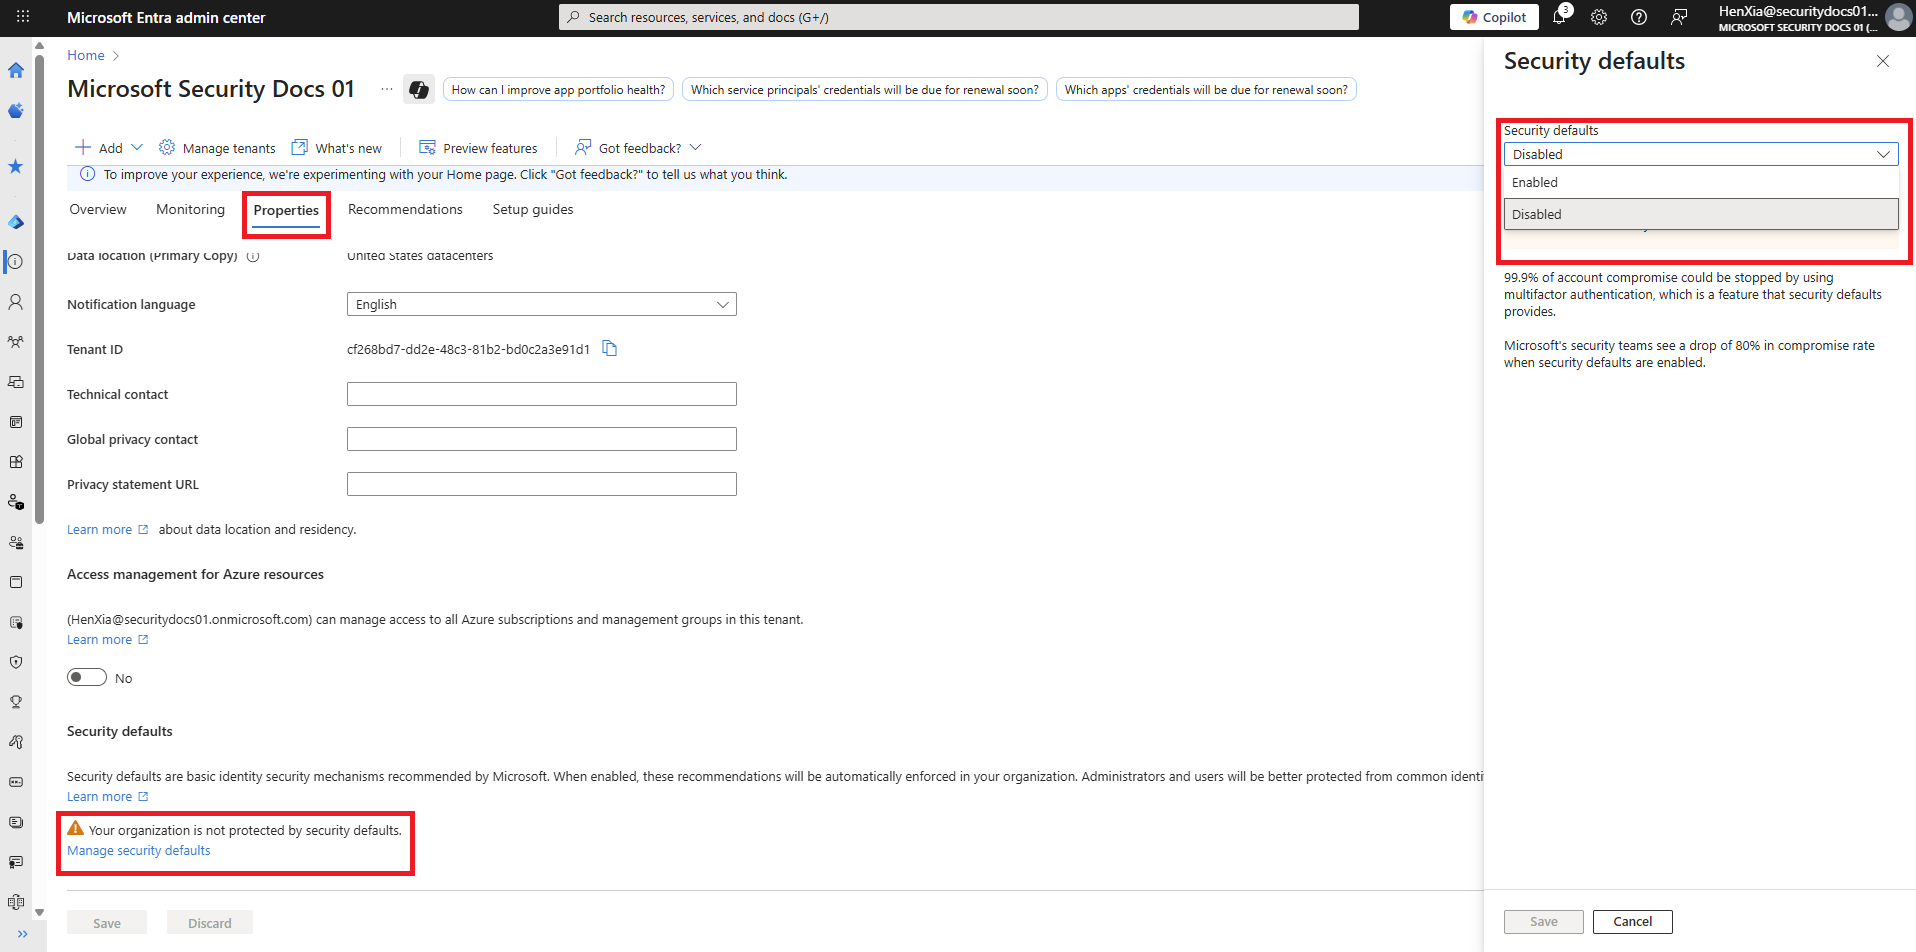 Microsoft Entra admin center
Search resources, services, and docs (G+/)
Copilot
3
HenXia@securitydocs01...
MICROSOFT SECURITY DOCS 01 (...
Home
Microsoft Security Docs 01
...
How can I improve app portfolio health?
Which service principals' credentials will be due for renewal soon?
Which apps' credentials will be due for renewal soon?
Add
Manage tenants
What's new
Preview features
Got feedback?
To improve your experience, we're experimenting with your Home page. Click "Got feedback?" to tell us what you think.
Overview
Monitoring
Properties
Recommendations
Setup guides
Data location (Primary Copy)
United States datacenters
Notification language
English
Tenant ID
cf268bd7-dd2e-48c3-81b2-bd0c2a3e91d1
Technical contact
Global privacy contact
Privacy statement URL
Learn more about data location and residency.
Access management for Azure resources
(HenXia@securitydocs01.onmicrosoft.com) can manage access to all Azure subscriptions and management groups in this tenant.
Learn more
No
Security defaults
Security defaults are basic identity security mechanisms recommended by Microsoft. When enabled, these recommendations will be automatically enforced in your organization. Administrators and users will be better protected from common identi
Learn more
Your organization is not protected by security defaults.
Manage security defaults
Save
Discard
Security defaults
Security defaults
Disabled
Enabled
Disabled
99.9% of account compromise could be stopped by using
multifactor authentication, which is a feature that security defaults
provides.
Microsoft's security teams see a drop of 80% in compromise rate
when security defaults are enabled.
Save
Cancel